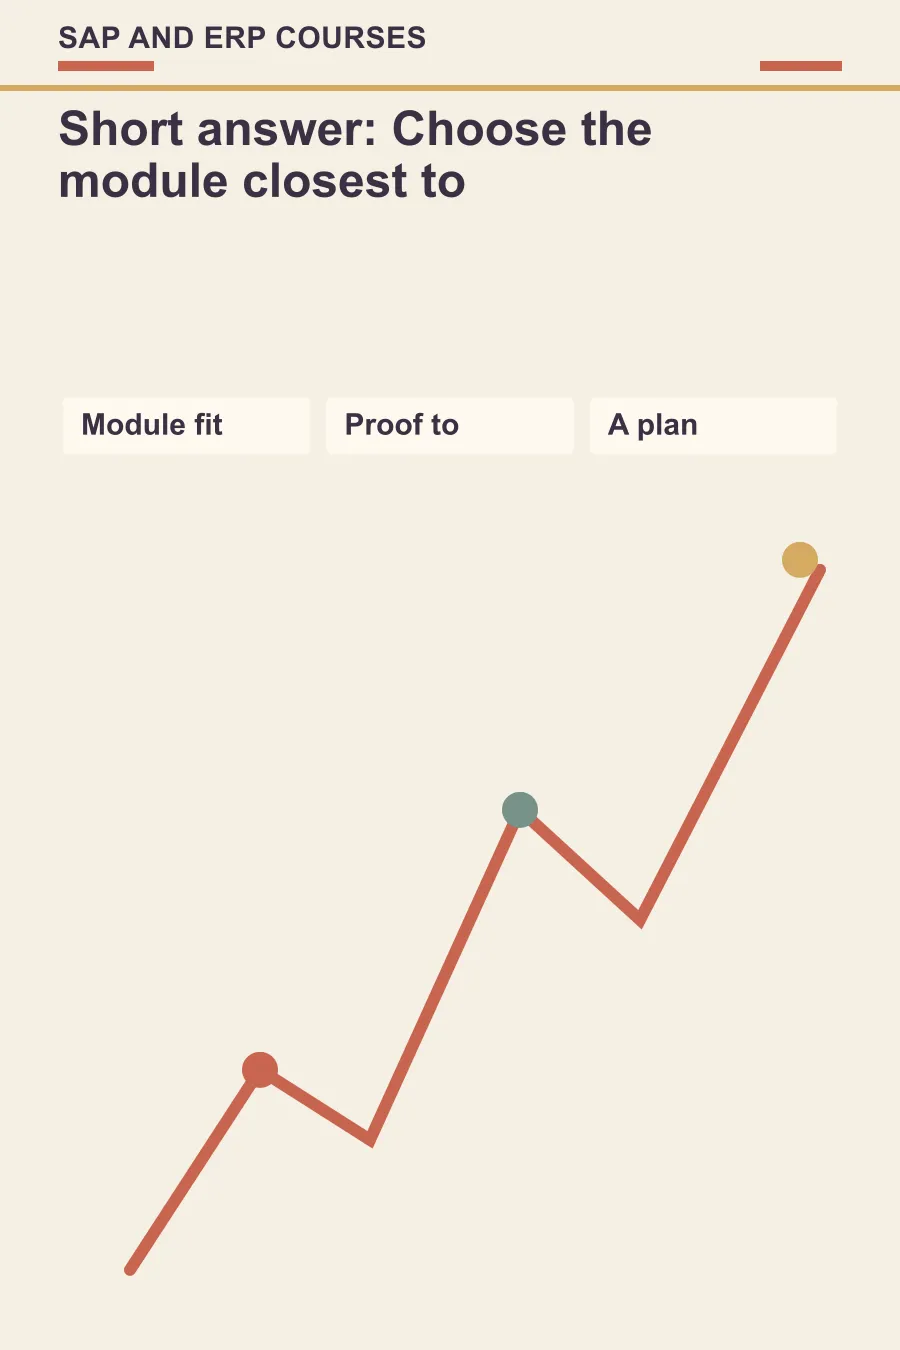 SAP AND ERP COURSES
Short answer: Choose the
module closest to
Module fit
Proof to
A plan